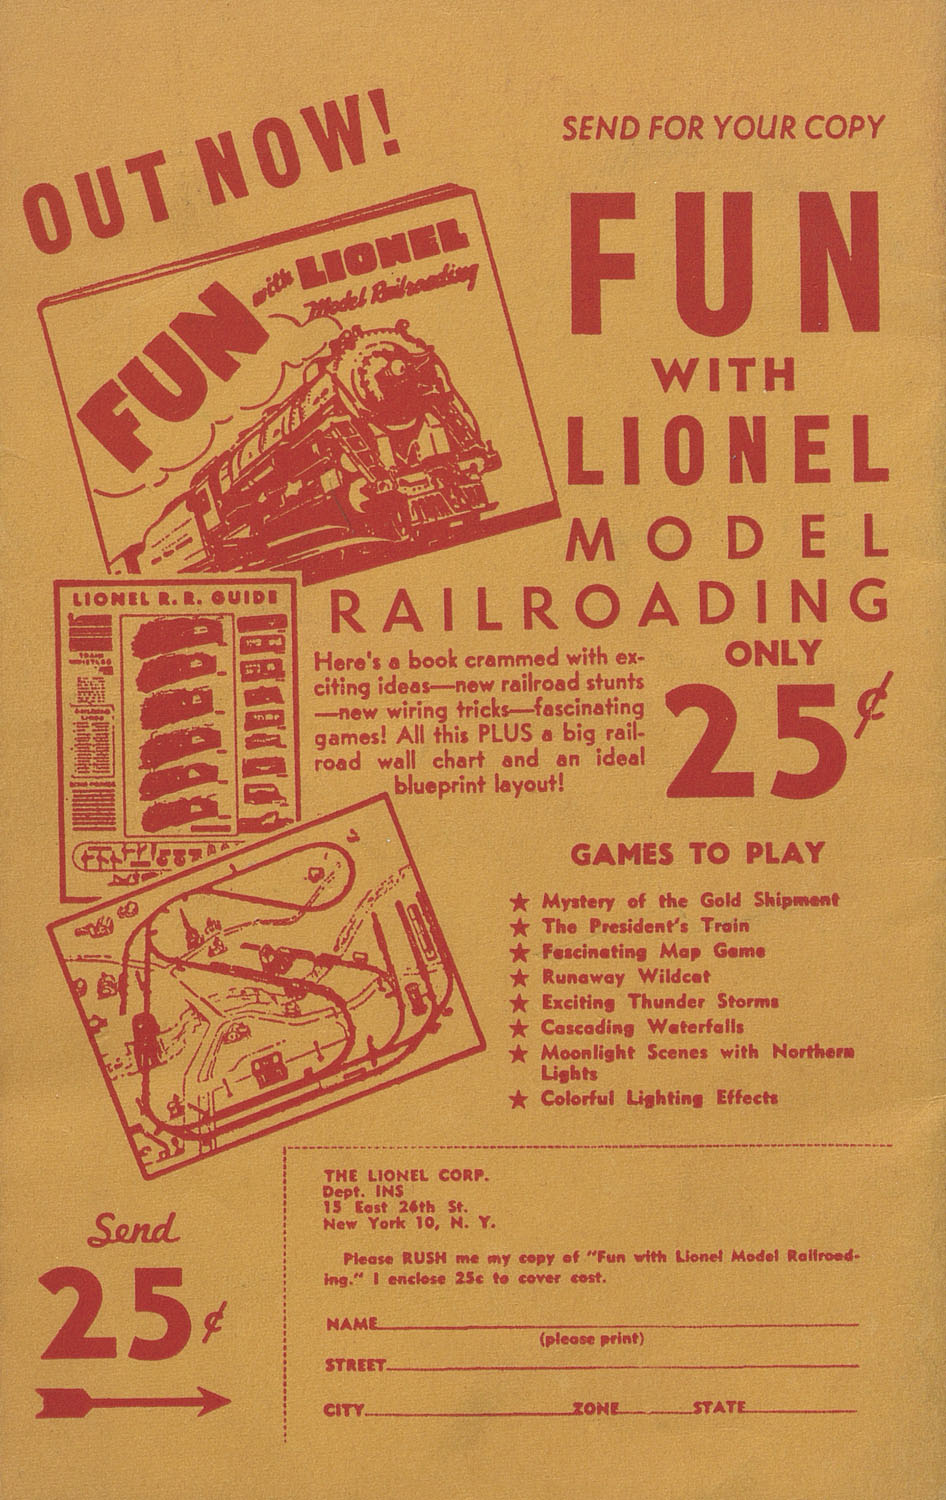 OUT NOW!
SEND FOR YOUR COPY
FUN
with LIONEL
Model Railroading
FUN
WITH
LIONEL
MODEL
RAILROADING
LIONEL R. R. GUIDE
Here's a book crammed with ex-
citing ideas—new railroad stunts
—new wiring tricks—fascinating
games! All this PLUS a big rail-
road wall chart and an ideal
blueprint layout!
ONLY
25¢
GAMES TO PLAY
★ Mystery of the Gold Shipment
★ The President's Train
★ Fascinating Map Game
★ Runaway Wildcat
★ Exciting Thunder Storms
★ Cascading Waterfalls
★ Moonlight Scenes with Northern
Lights
★ Colorful Lighting Effects
Send
25¢
THE LIONEL CORP.
Dept. INS
15 East 26th St.
New York 10, N. Y.
Please RUSH me my copy of "Fun with Lionel Model Railroad-
ing." I enclose 25c to cover cost.
NAME
(please print)
STREET
CITY ZONE STATE